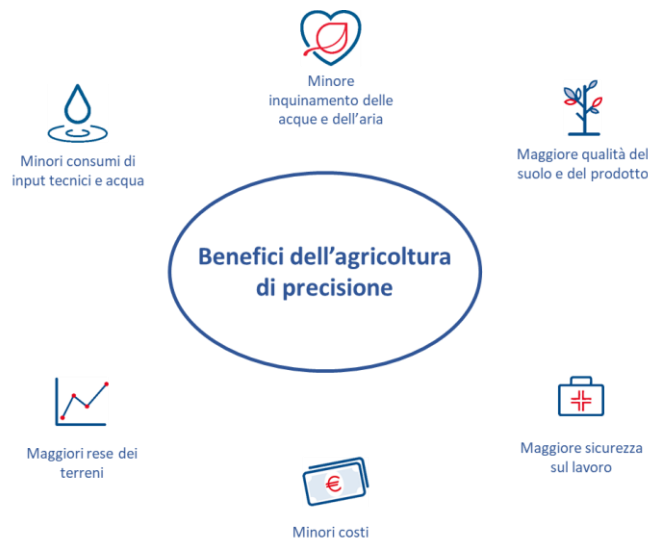 Minore
inquinamento delle
acque e dell'aria
Minori consumi di
input tecnici e acqua
Maggiore qualità del
suolo e del prodotto
Benefici dell'agricoltura
di precisione
Maggiori rese dei
terreni
Maggiore sicurezza
sul lavoro
€
Minori costi